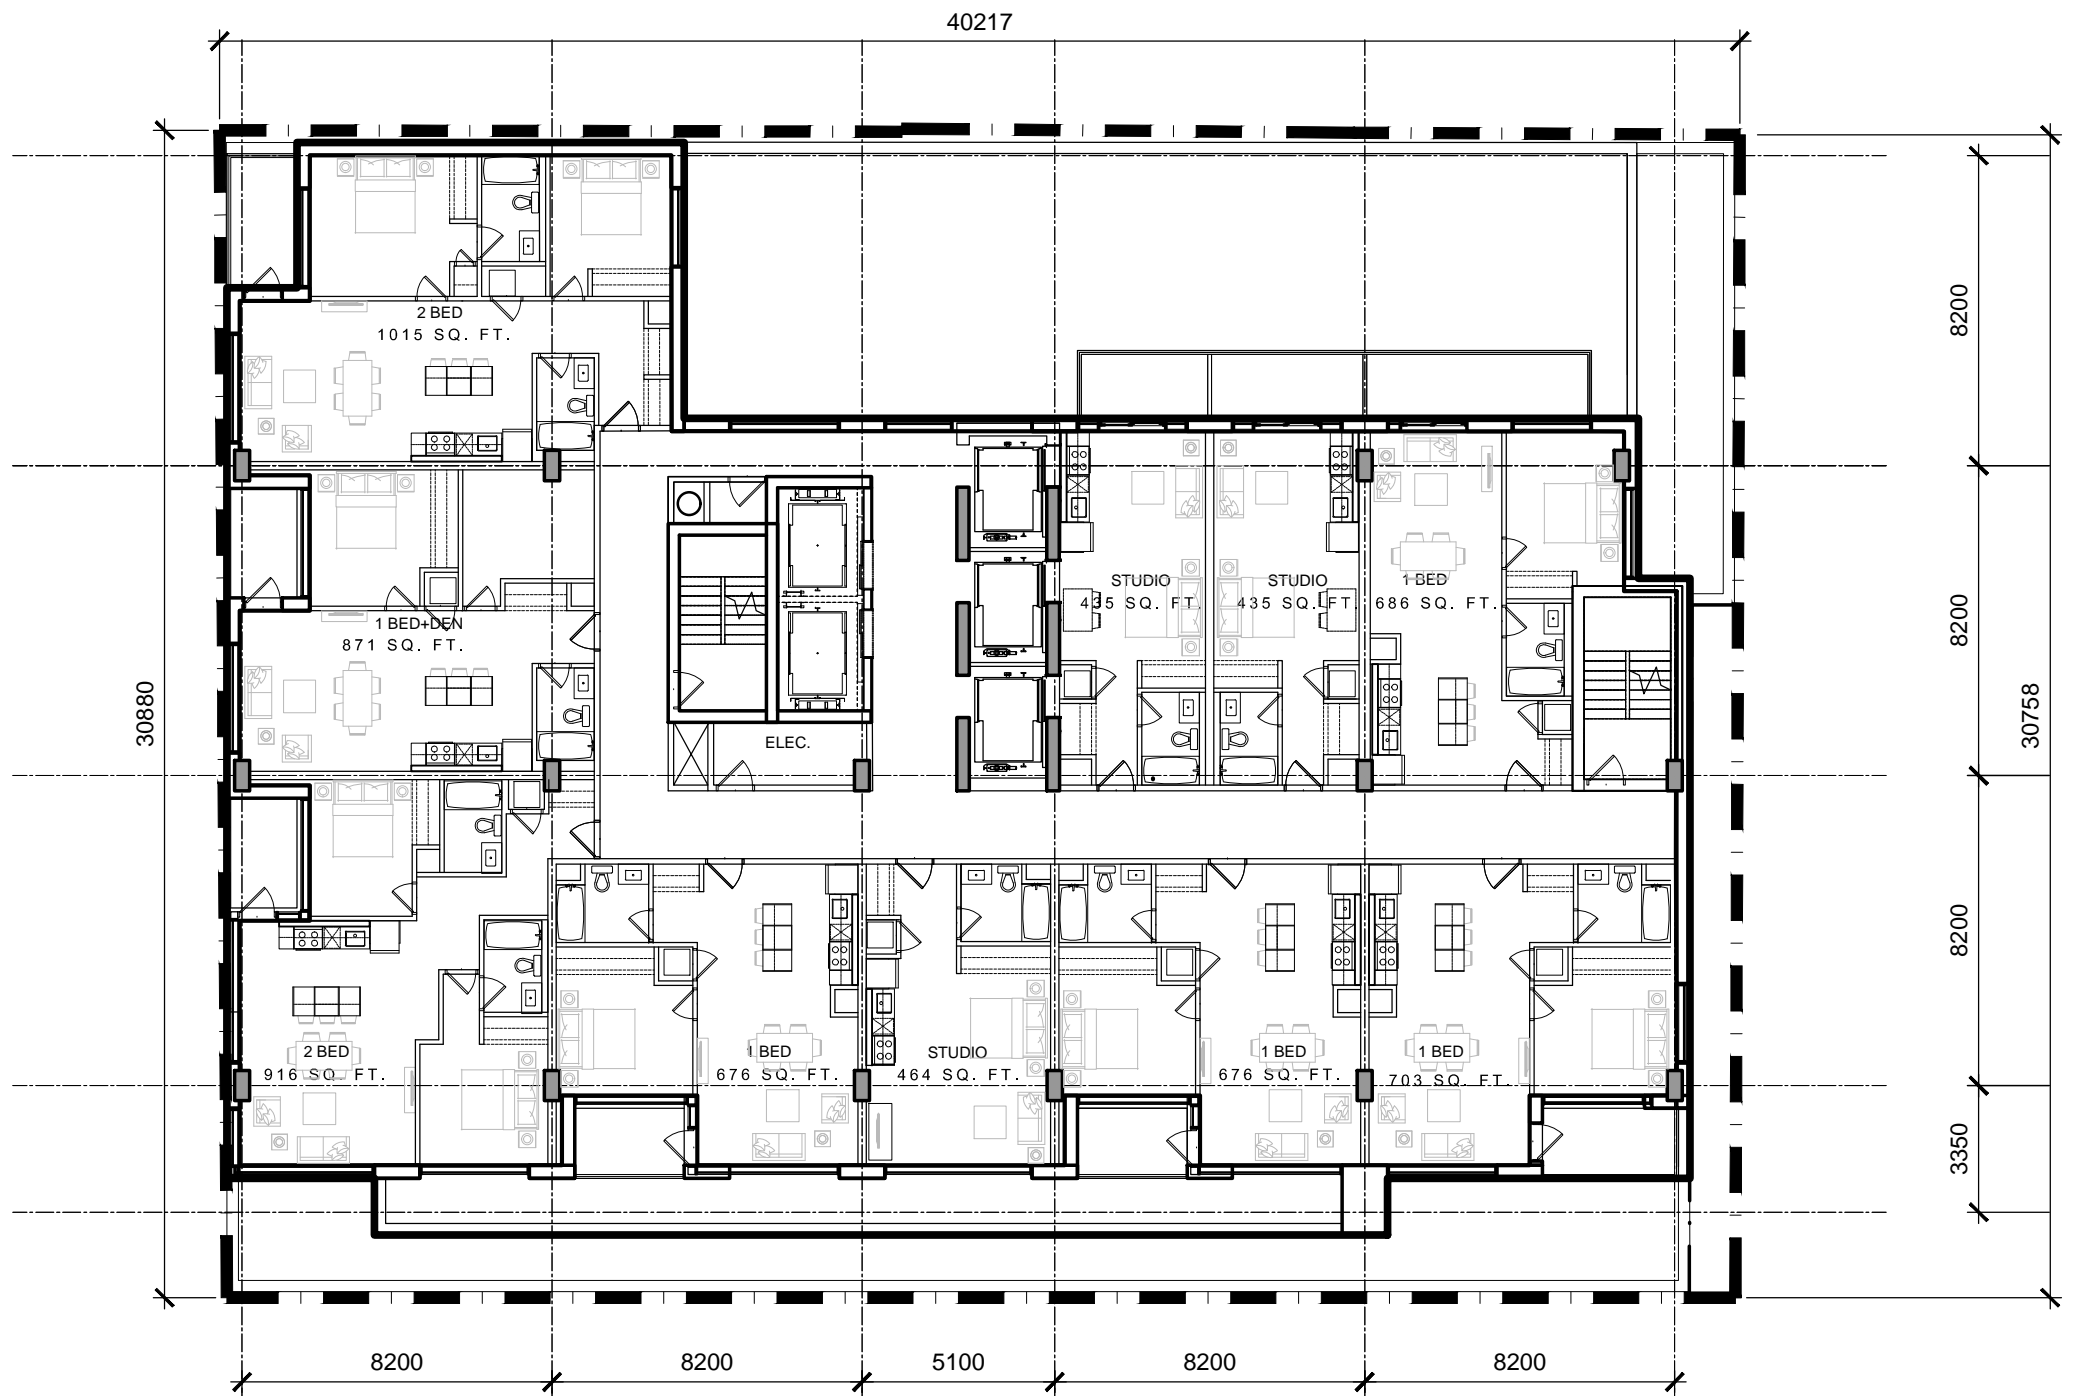 40217
8200
2 BED
1015 SQ. FT.
STUDIO
435 SQ. FT.
STUDIO
435 SQ. FT.
1 BED
686 SQ. FT.
8200
1 BED+DEN
871 SQ. FT.
30880
30758
ELEC.
8200
2 BED
916 SQ. FT.
1 BED
676 SQ. FT.
STUDIO
464 SQ. FT.
1 BED
676 SQ. FT.
1 BED
703 SQ. FT.
3350
8200
8200
5100
8200
8200